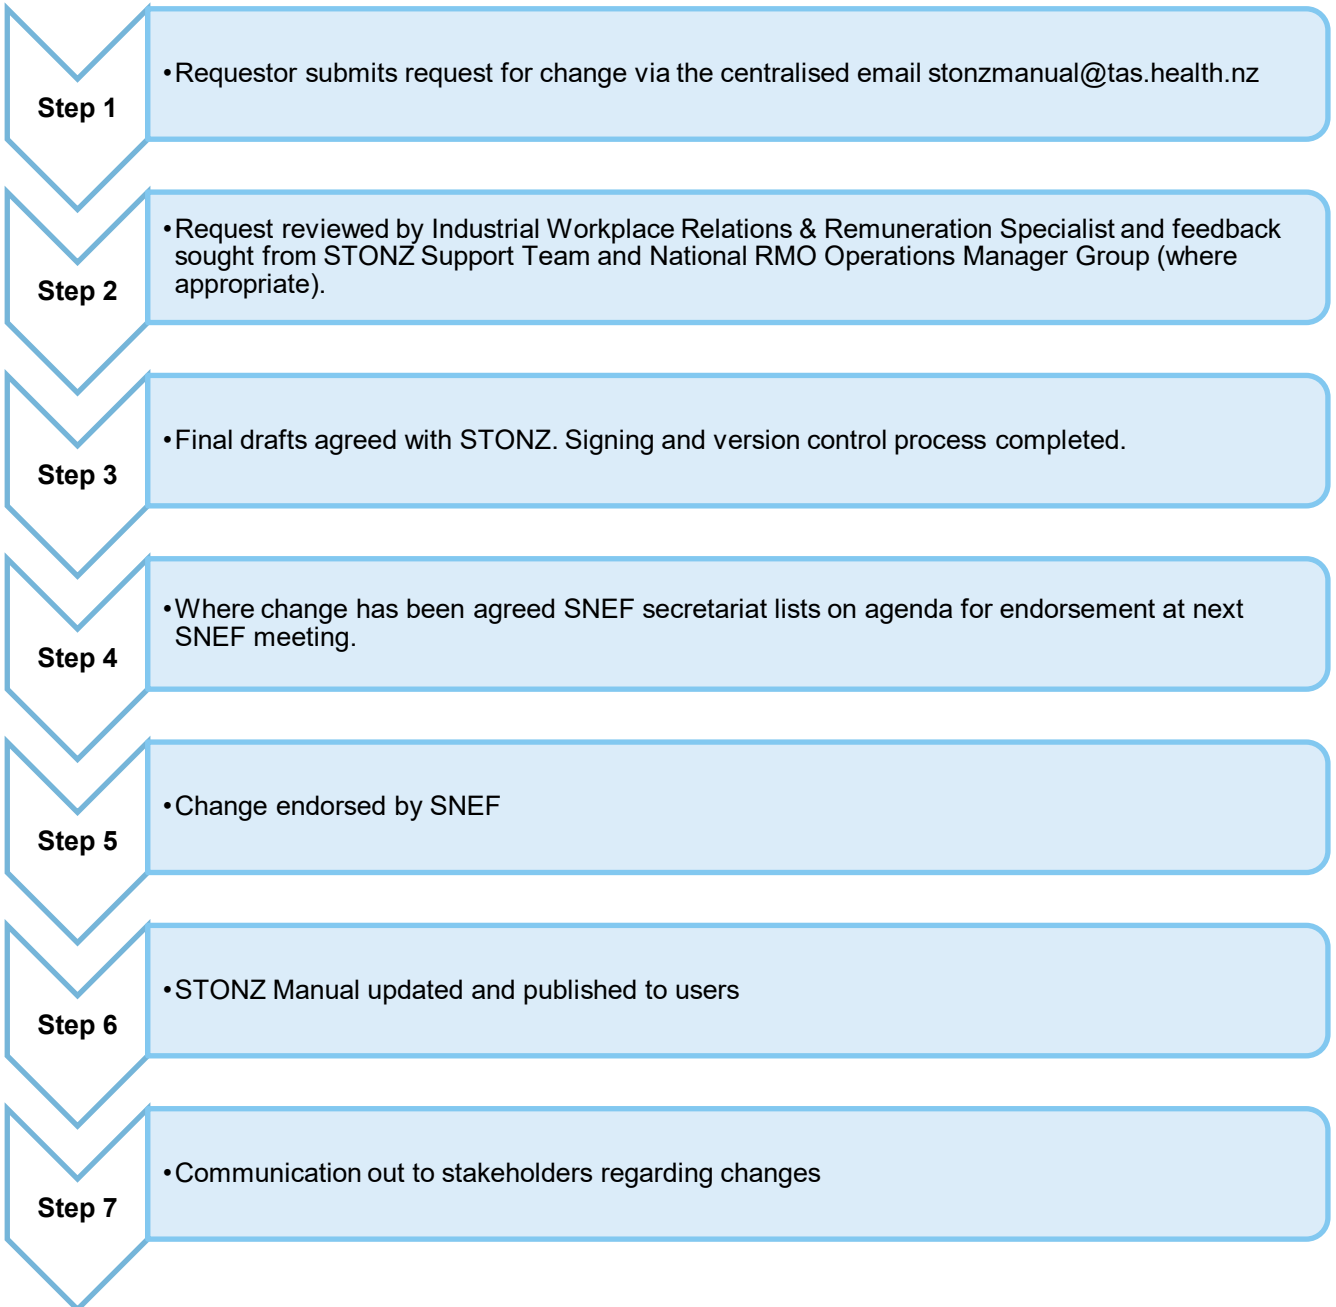 Step 1
•Requestor submits request for change via the centralised email stonzmanual@tas.health.nz
Step 2
•Request reviewed by Industrial Workplace Relations & Remuneration Specialist and feedback
sought from STONZ Support Team and National RMO Operations Manager Group (where
appropriate).
Step 3
•Final drafts agreed with STONZ. Signing and version control process completed.
Step 4
•Where change has been agreed SNEF secretariat lists on agenda for endorsement at next
SNEF meeting.
Step 5
•Change endorsed by SNEF
Step 6
•STONZ Manual updated and published to users
Step 7
•Communication out to stakeholders regarding changes